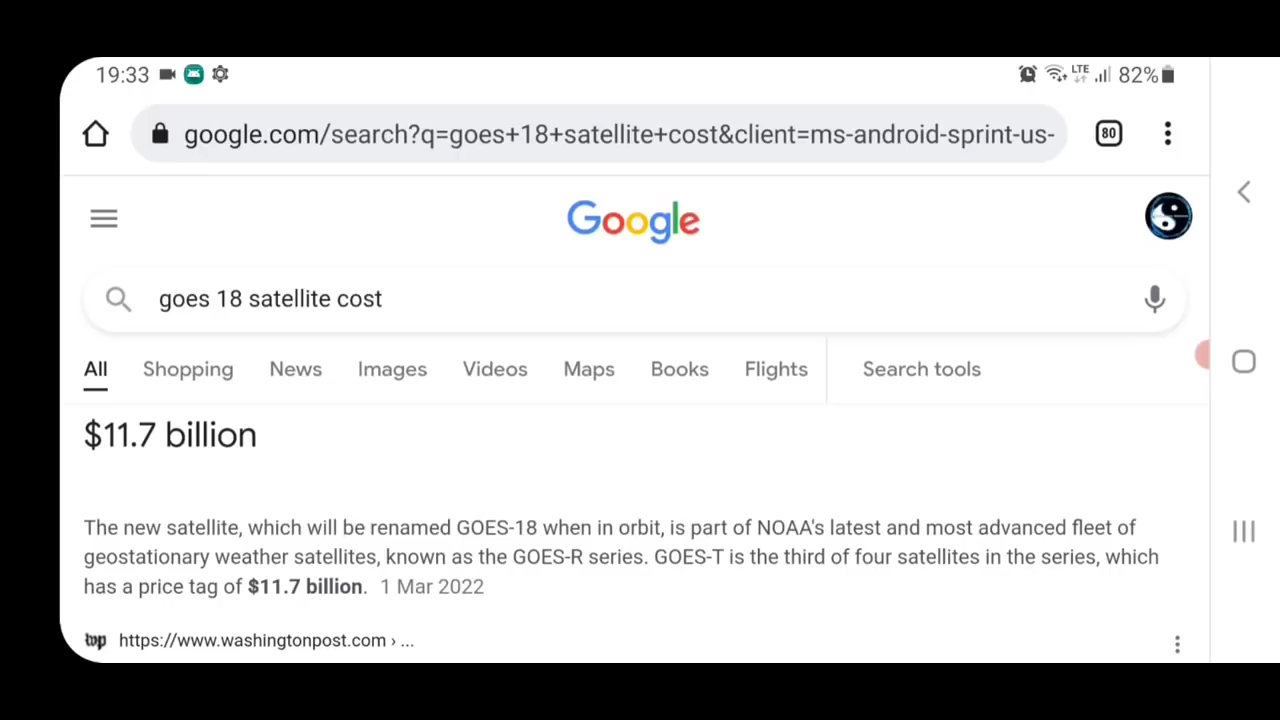 19:33 LTE 82%
google.com/search?q=goes+18+satellite+cost&client=ms-android-sprint-us- 80
Google
goes 18 satellite cost
All Shopping News Images Videos Maps Books Flights Search tools
$11.7 billion
The new satellite, which will be renamed GOES-18 when in orbit, is part of NOAA's latest and most advanced fleet of
geostationary weather satellites, known as the GOES-R series. GOES-T is the third of four satellites in the series, which
has a price tag of $11.7 billion. 1 Mar 2022
wp https://www.washingtonpost.com › ...